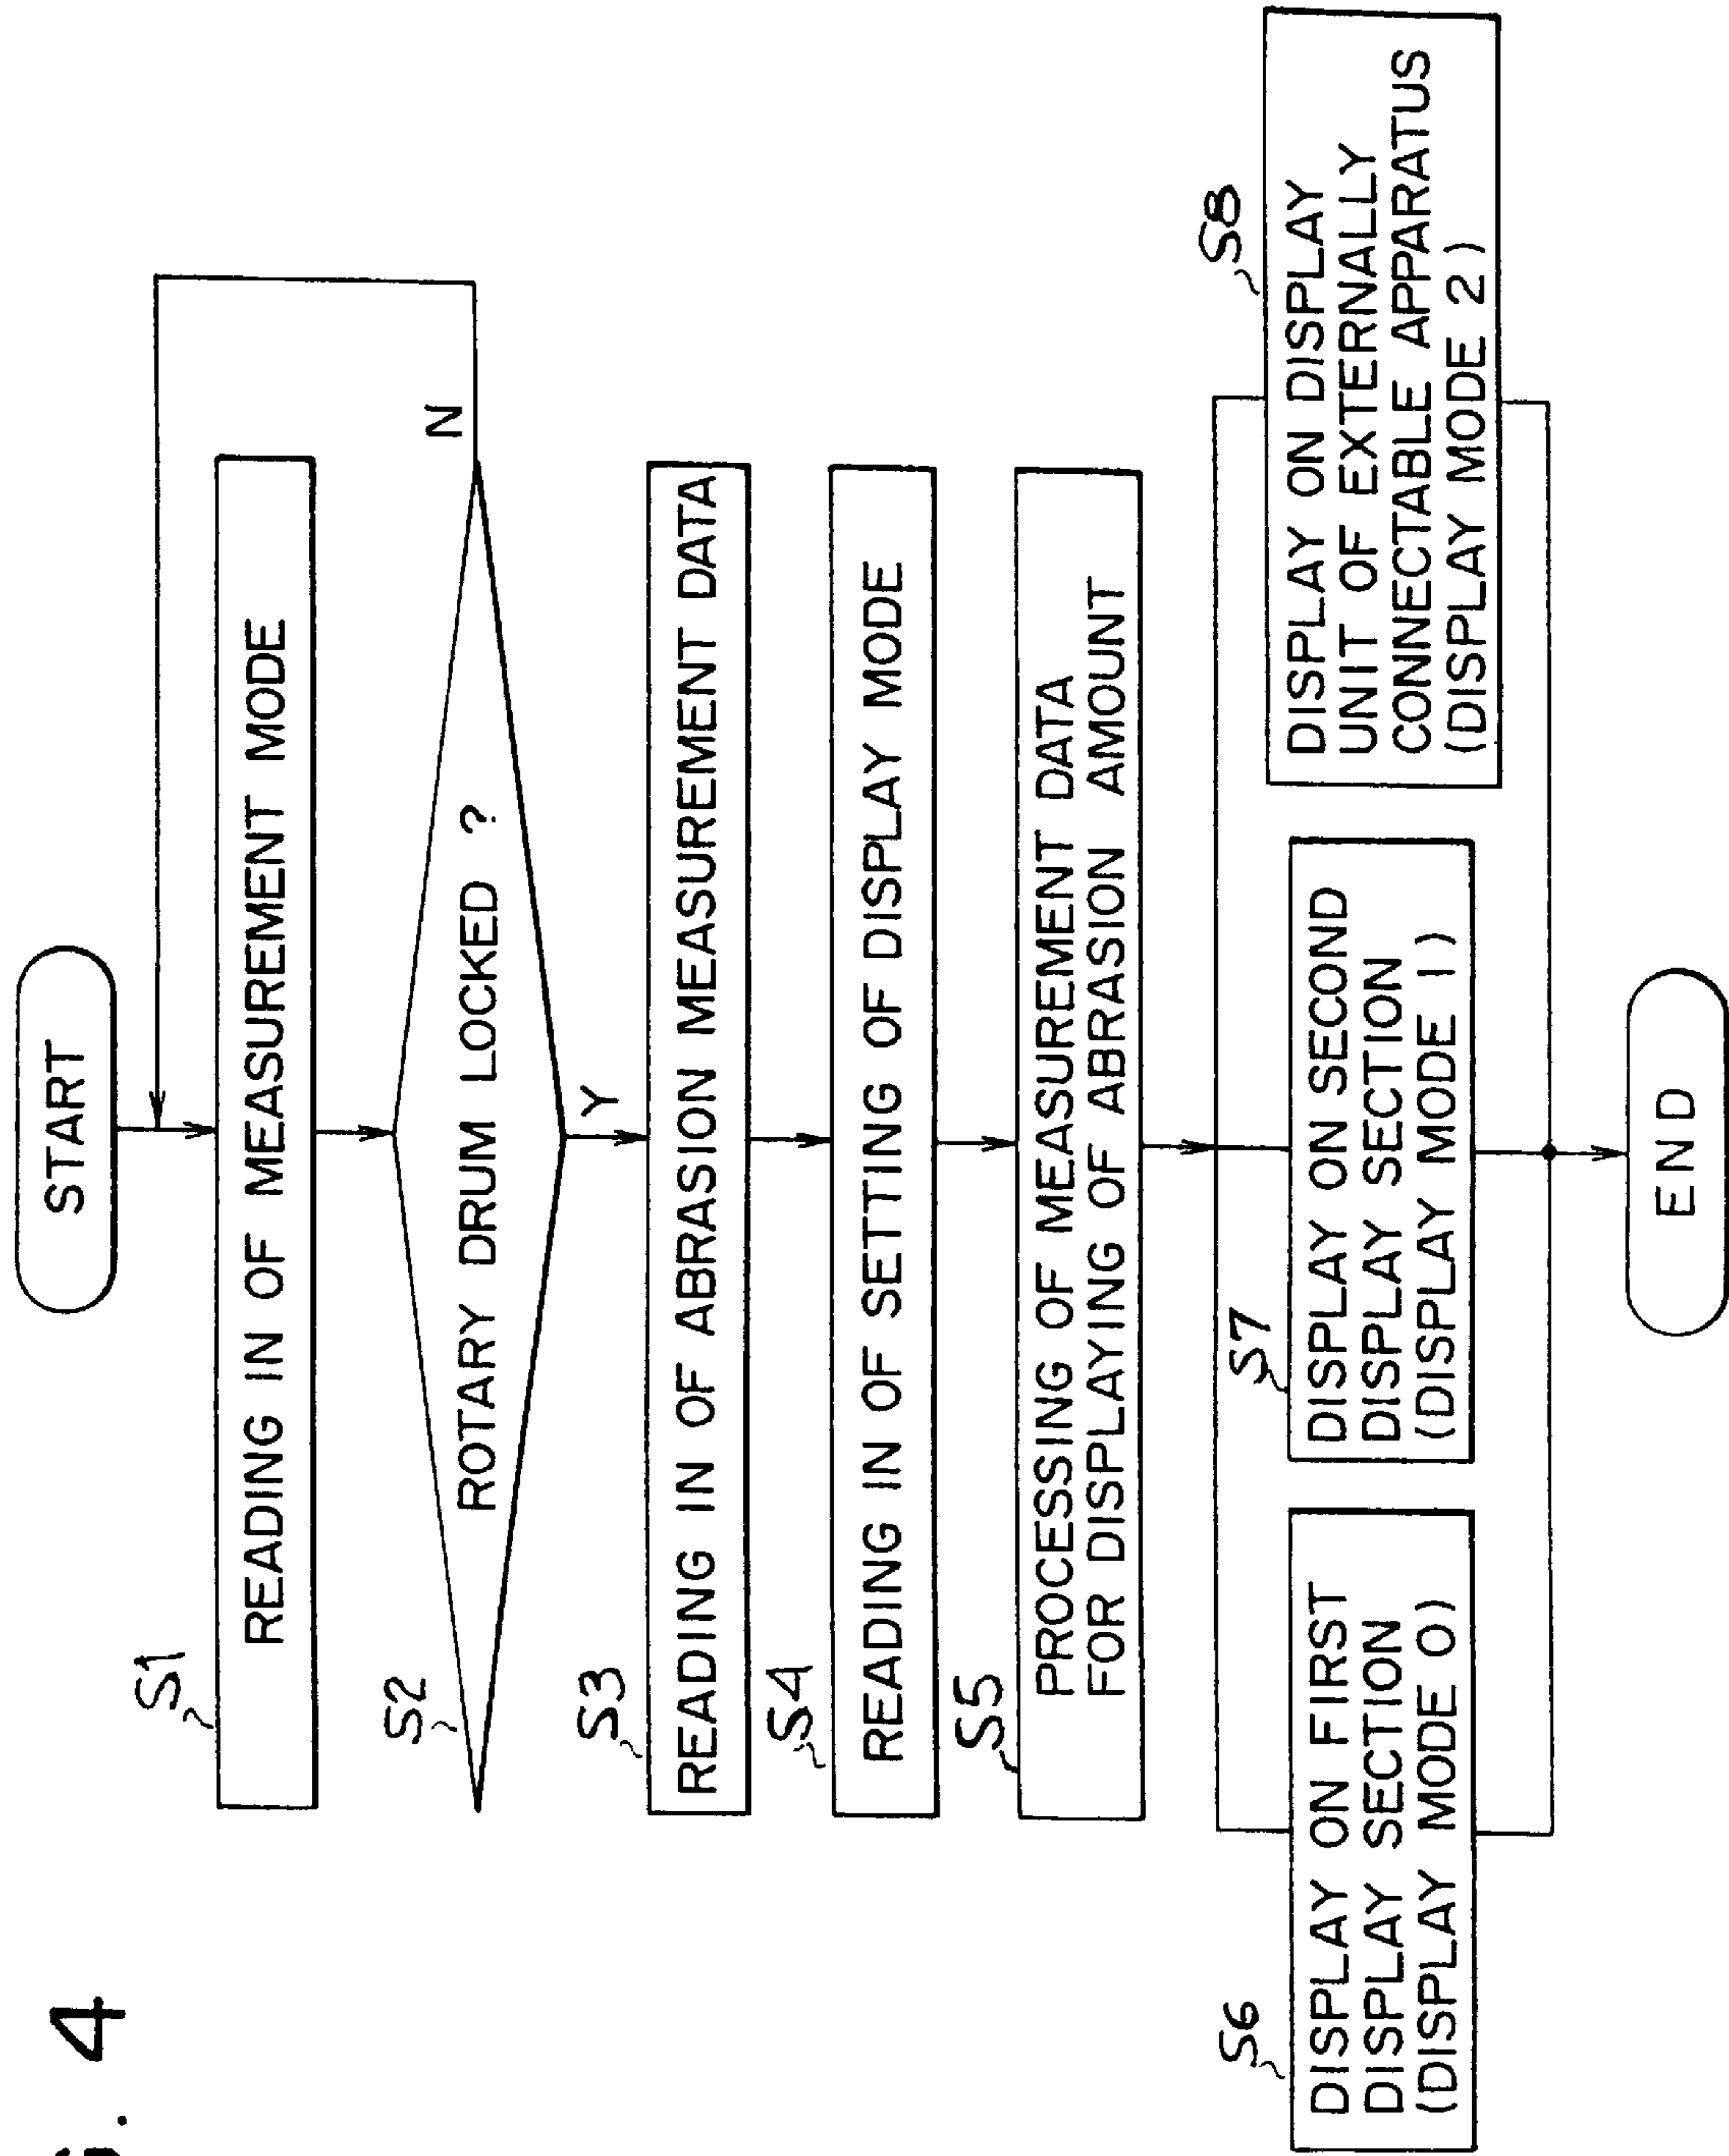 G. 4
START
S1
READING IN OF MEASUREMENT MODE
S2
ROTARY DRUM LOCKED ?
N
Y
S3
READING IN OF ABRASION MEASUREMENT DATA
S4
READING IN OF SETTING OF DISPLAY MODE
S5
PROCESSING OF MEASUREMENT DATA
FOR DISPLAYING OF ABRASION AMOUNT
S6
DISPLAY ON FIRST
DISPLAY SECTION
(DISPLAY MODE 0)
S7
DISPLAY ON SECOND
DISPLAY SECTION
(DISPLAY MODE 1)
S8
DISPLAY ON DISPLAY
UNIT OF EXTERNALLY
CONNECTABLE APPARATUS
(DISPLAY MODE 2)
END